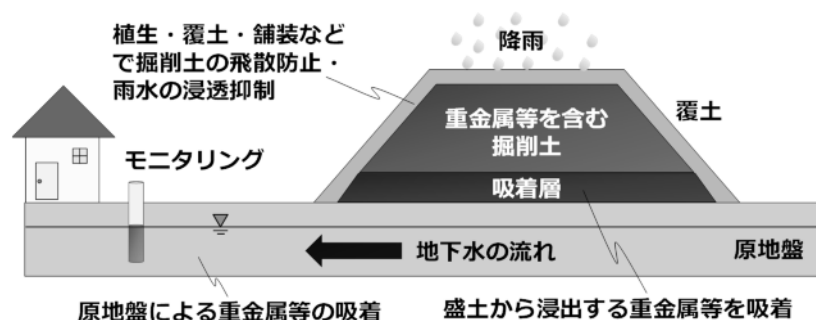 植生・覆土・舗装など
で掘削土の飛散防止・
雨水の浸透抑制
降雨
重金属等を含む
掘削土
覆土
モニタリング
吸着層
地下水の流れ
原地盤
原地盤による重金属等の吸着
盛土から浸出する重金属等を吸着